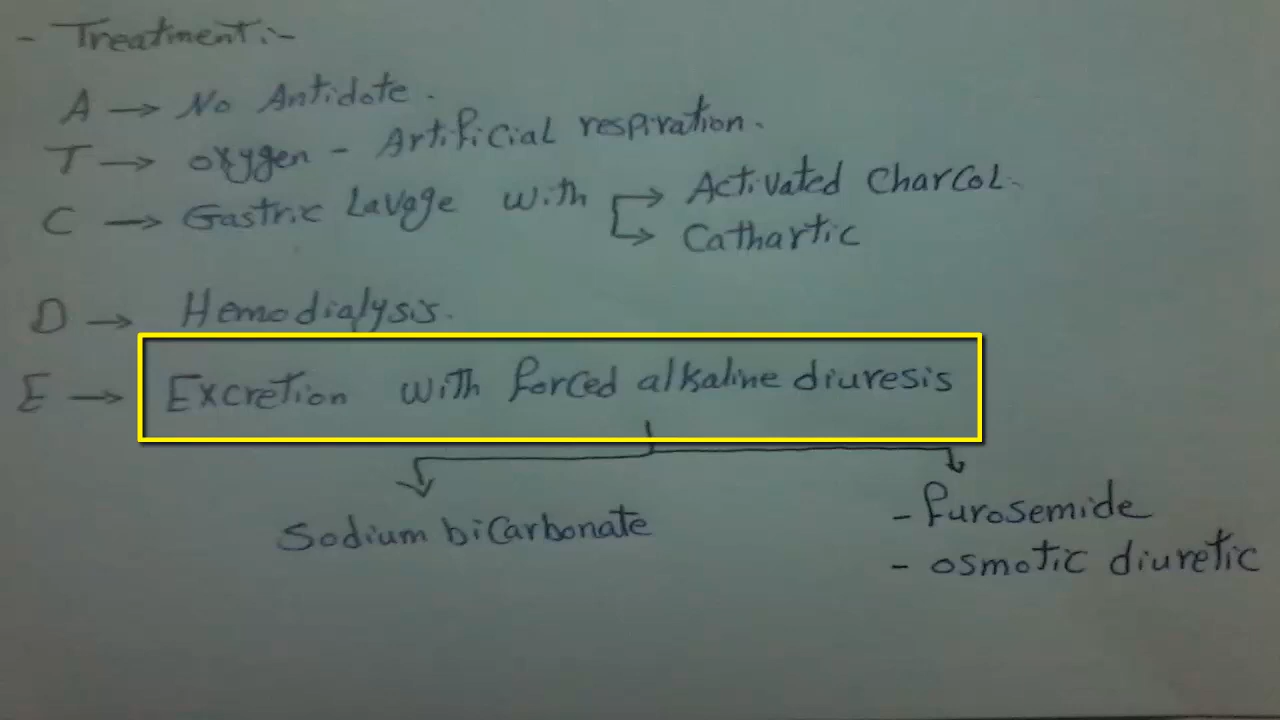 - Treatment:-
A → No Antidote.
T → oxygen - Artificial respiration.
C → Gastric Lavage with → Activated Charcol.
→ Cathartic
D → Hemodialysis.
E → Excretion with forced alkaline diuresis
Sodium bicarbonate
- furosemide
- osmotic diuretic